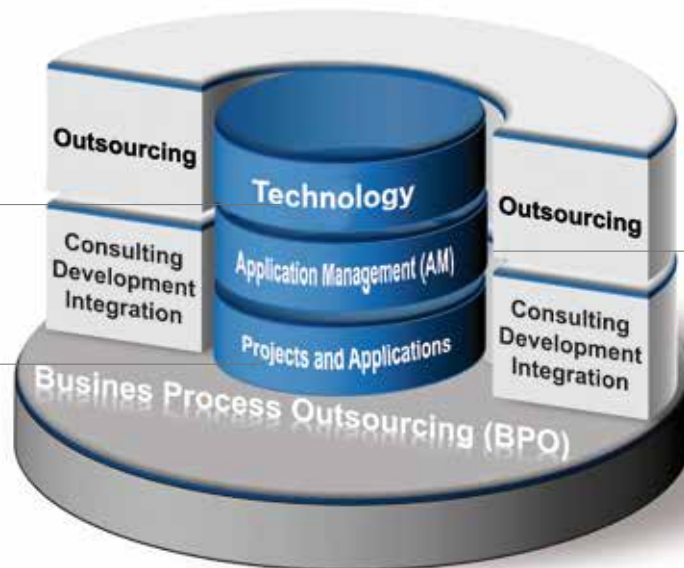 Outsourcing
Consulting
Development
Integration
Technology
Application Management (AM)
Projects and Applications
Outsourcing
Consulting
Development
Integration
Busines Process Outsourcing (BPO)